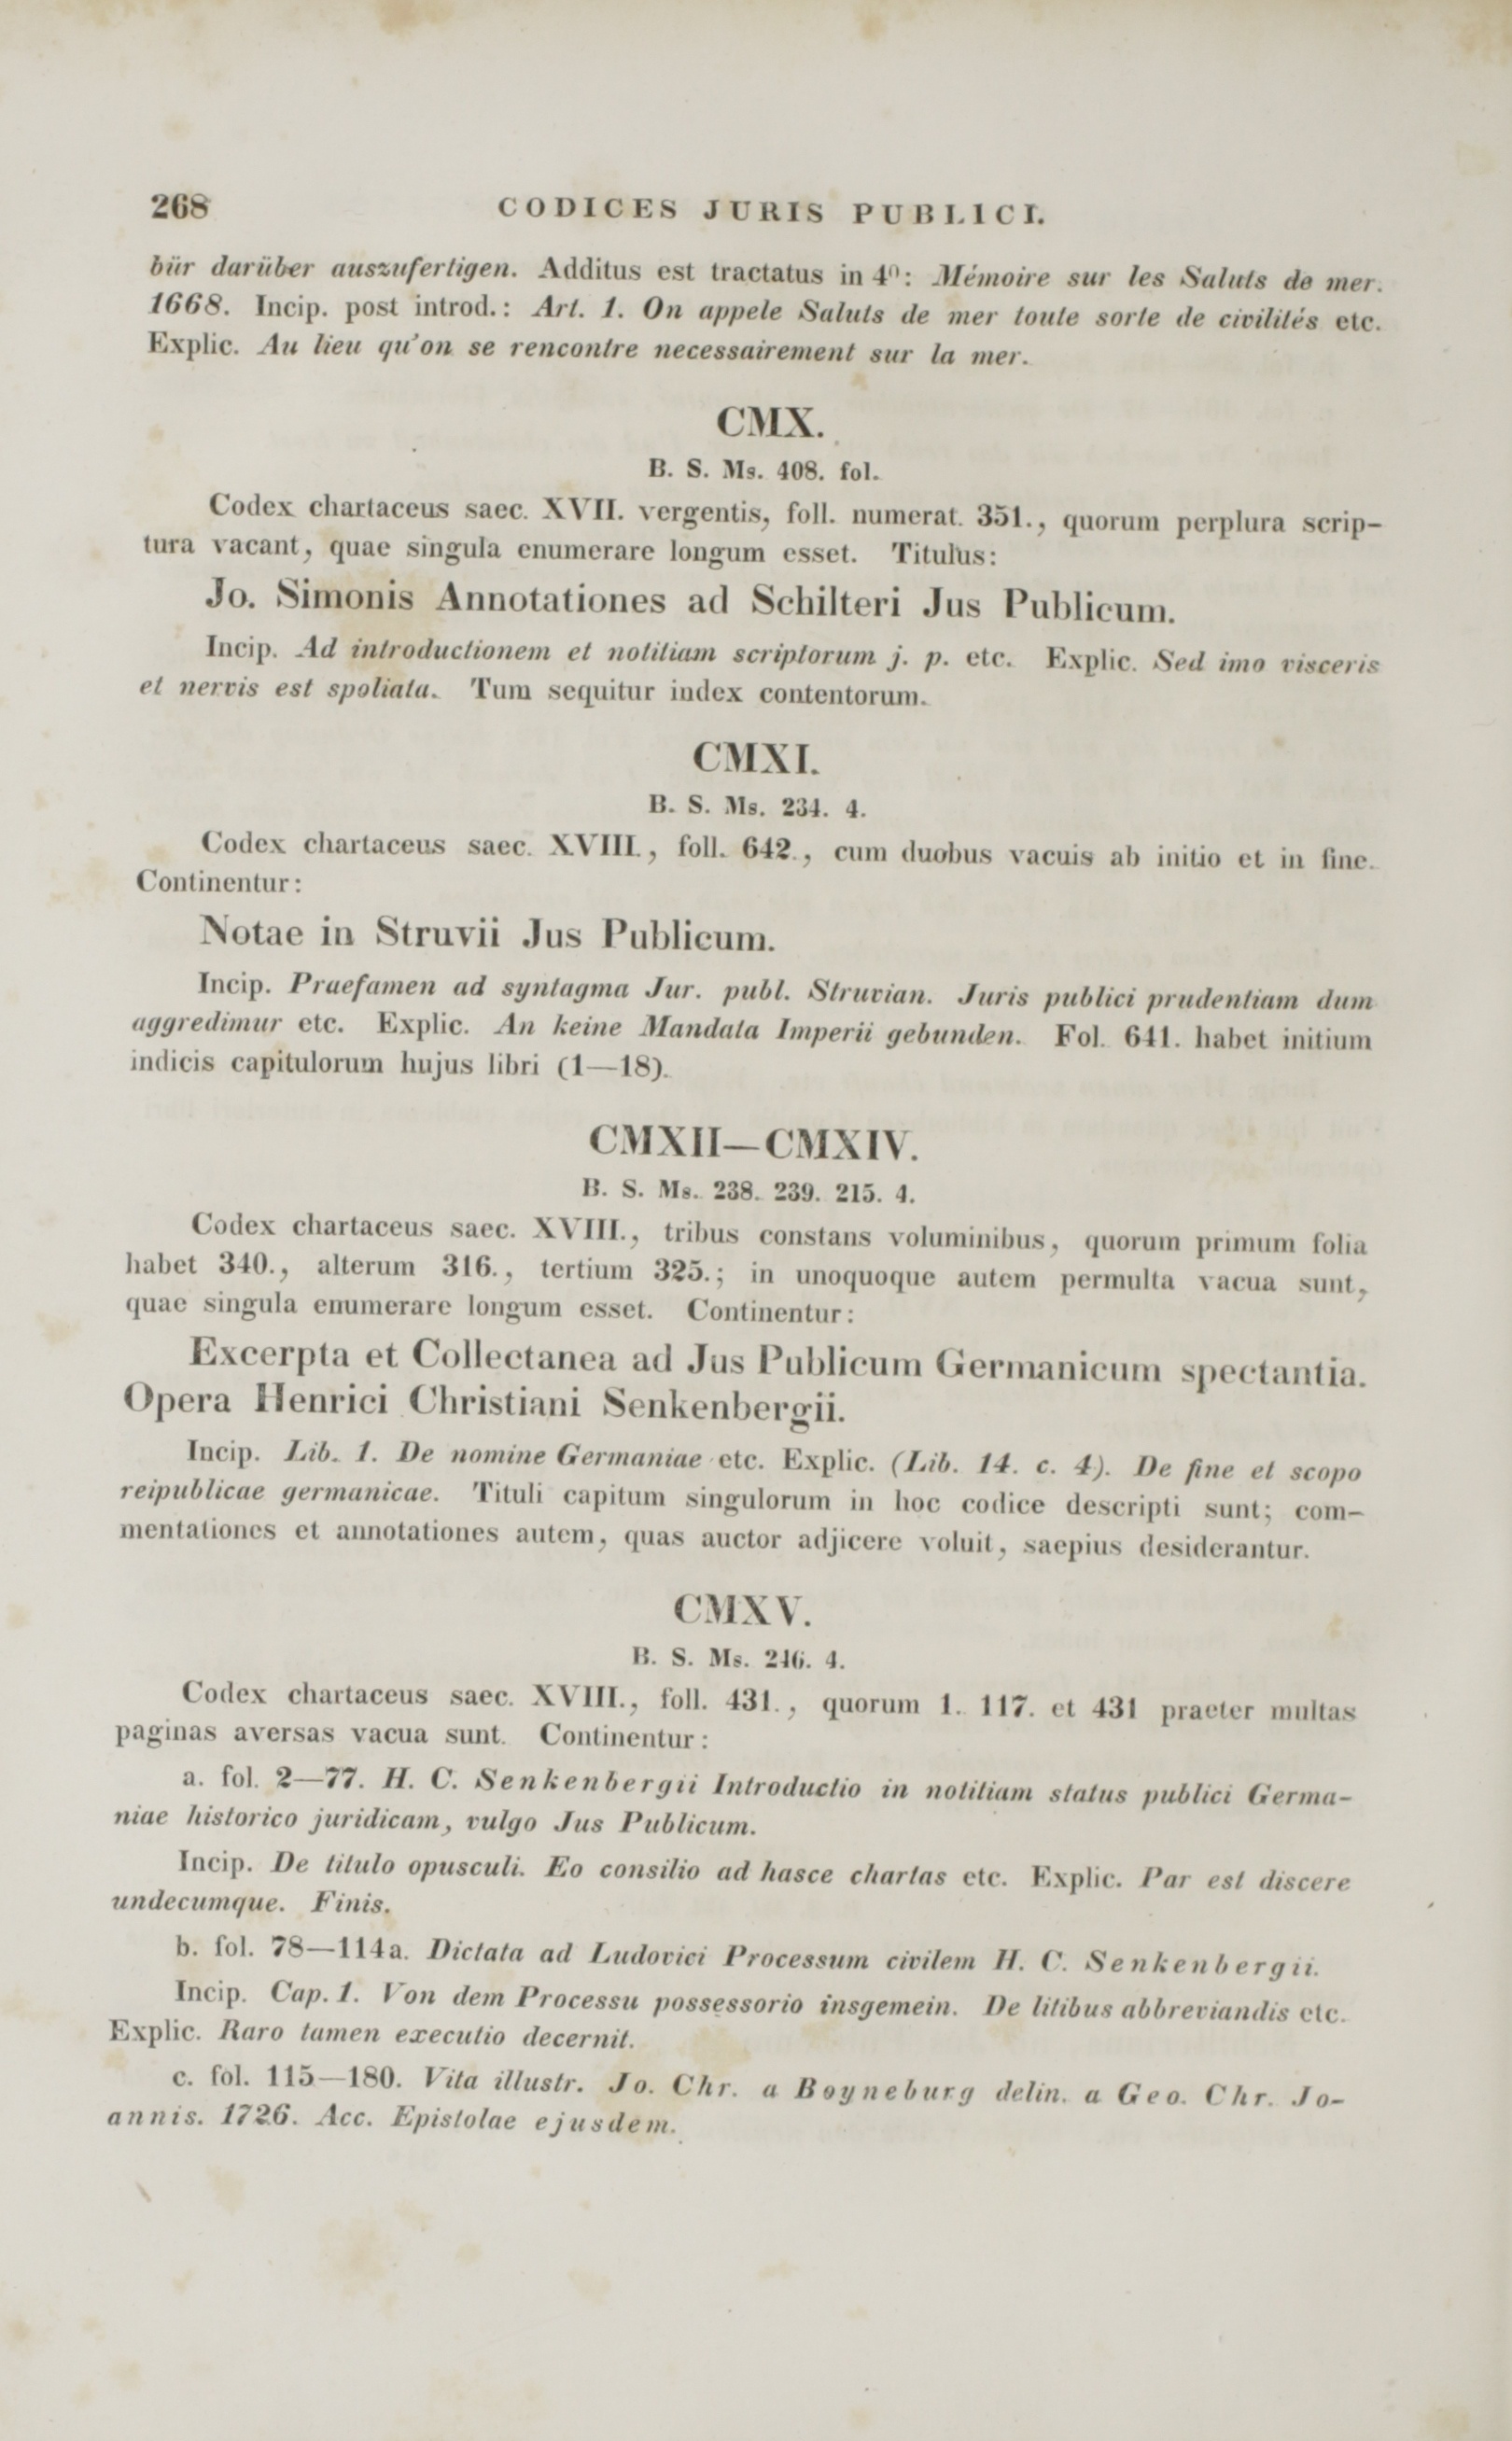 268 CODICES JURIS PUBLICI.
bür darüber auszufertigen. Additus est tractatus in 4⁰: Mémoire sur les Saluts de mer.
1668. Incip. post introd.: Art. 1. On appele Saluts de mer toute sorte de civilités etc.
Explic. Au lieu qu'on se rencontre necessairement sur la mer.
CMX.
B. S. Ms. 408. fol.
Codex chartaceus saec. XVII. vergentis, foll. numerat. 351., quorum perplura scrip-
tura vacant, quae singula enumerare longum esset. Titulus:
Jo. Simonis Annotationes ad Schilteri Jus Publicum.
Incip. Ad introductionem et notitiam scriptorum j. p. etc. Explic. Sed imo visceris
et nervis est spoliata. Tum sequitur index contentorum.
CMXI.
B. S. Ms. 234. 4.
Codex chartaceus saec. XVIII., foll. 642., cum duobus vacuis ab initio et in fine.
Continentur:
Notae in Struvii Jus Publicum.
Incip. Praefamen ad syntagma Jur. publ. Struvian. Juris publici prudentiam dum
aggredimur etc. Explic. An keine Mandata Imperii gebunden. Fol. 641. habet initium
indicis capitulorum hujus libri (1—18).
CMXII—CMXIV.
B. S. Ms. 238. 239. 215. 4.
Codex chartaceus saec. XVIII., tribus constans voluminibus, quorum primum folia
habet 340., alterum 316., tertium 325.; in unoquoque autem permulta vacua sunt,
quae singula enumerare longum esset. Continentur:
Excerpta et Collectanea ad Jus Publicum Germanicum spectantia.
Opera Henrici Christiani Senkenbergii.
Incip. Lib. 1. De nomine Germaniae etc. Explic. (Lib. 14. c. 4). De fine et scopo
reipublicae germanicae. Tituli capitum singulorum in hoc codice descripti sunt; com-
mentationes et annotationes autem, quas auctor adjicere voluit, saepius desiderantur.
CMXV.
B. S. Ms. 246. 4.
Codex chartaceus saec. XVIII., foll. 431., quorum 1. 117. et 431 praeter multas
paginas aversas vacua sunt. Continentur:
a. fol. 2—77. H. C. Senkenbergii Introductio in notitiam status publici Germa-
niae historico juridicam, vulgo Jus Publicum.
Incip. De titulo opusculi. Eo consilio ad hasce chartas etc. Explic. Par est discere
undecumque. Finis.
b. fol. 78—114a. Dictata ad Ludovici Processum civilem H. C. Senkenbergii.
Incip. Cap. 1. Von dem Processu possessorio insgemein. De litibus abbreviandis etc.
Explic. Raro tamen executio decernit.
c. fol. 115—180. Vita illustr. Jo. Chr. a Boyneburg delin. a Geo. Chr. Jo-
annis. 1726. Acc. Epistolae ejusdem.